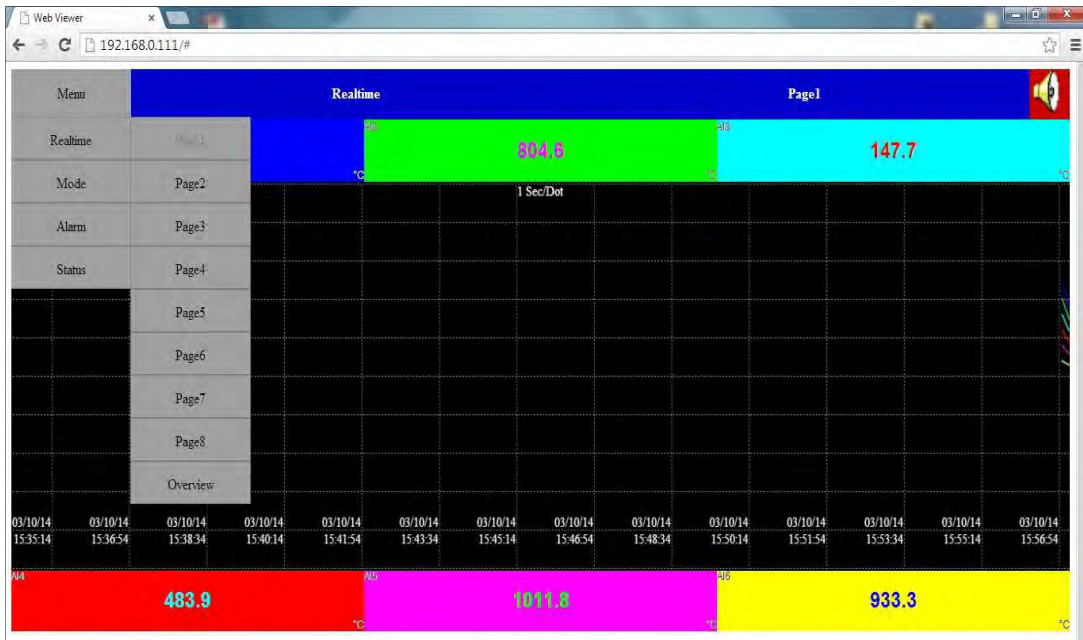 Web Viewer
192.168.0.111/#
Menu
Realtime
Page1
Realtime
Page1
Mode
Page2
Alarm
Page3
Status
Page4
Page5
Page6
Page7
Page8
Overview
°C
AI2
804.6
°C
AI3
147.7
°C
1 Sec/Dot
03/10/14 03/10/14 03/10/14 03/10/14 03/10/14 03/10/14 03/10/14 03/10/14 03/10/14 03/10/14 03/10/14 03/10/14 03/10/14 03/10/14
15:35:14 15:36:54 15:38:34 15:40:14 15:41:54 15:43:34 15:45:14 15:46:54 15:48:34 15:50:14 15:51:54 15:53:34 15:55:14 15:56:54
AI4
483.9
°C
AI5
1011.8
°C
AI6
933.3
°C